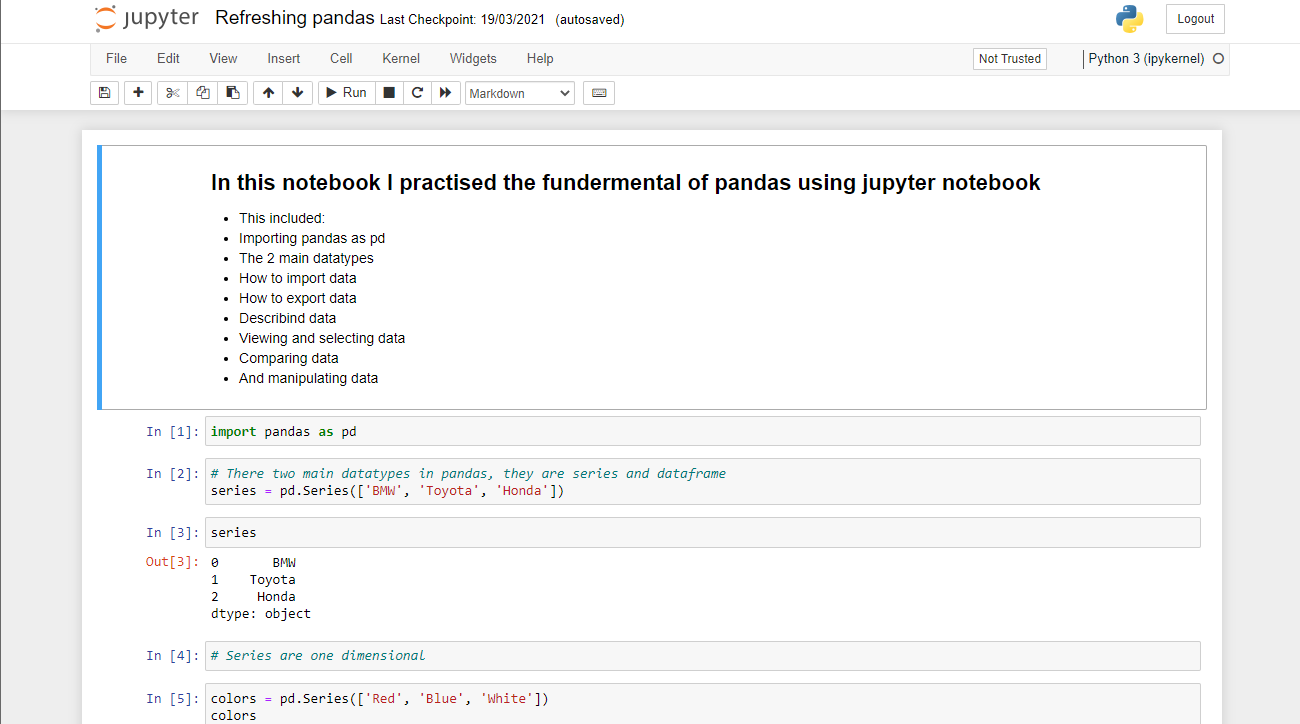 jupyter Refreshing pandas Last Checkpoint: 19/03/2021 (autosaved) Logout
File Edit View Insert Cell Kernel Widgets Help Not Trusted Python 3 (ipykernel)
Run Markdown
In this notebook I practised the fundermental of pandas using jupyter notebook
This included:
Importing pandas as pd
The 2 main datatypes
How to import data
How to export data
Describind data
Viewing and selecting data
Comparing data
And manipulating data
In [1]: import pandas as pd
In [2]: # There two main datatypes in pandas, they are series and dataframe
series = pd.Series(['BMW', 'Toyota', 'Honda'])
In [3]: series
Out[3]: 0 BMW
1 Toyota
2 Honda
dtype: object
In [4]: # Series are one dimensional
In [5]: colors = pd.Series(['Red', 'Blue', 'White'])
colors